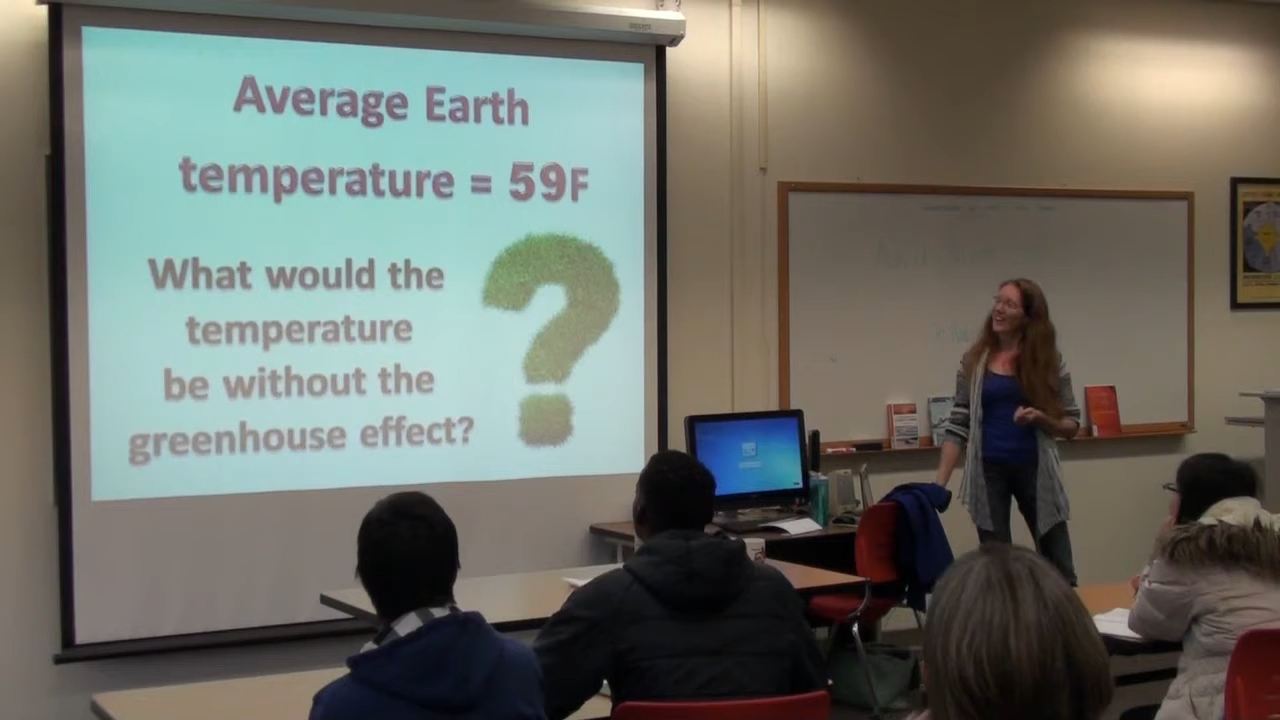 Average Earth
temperature = 59F
What would the
temperature
be without the
greenhouse effect?